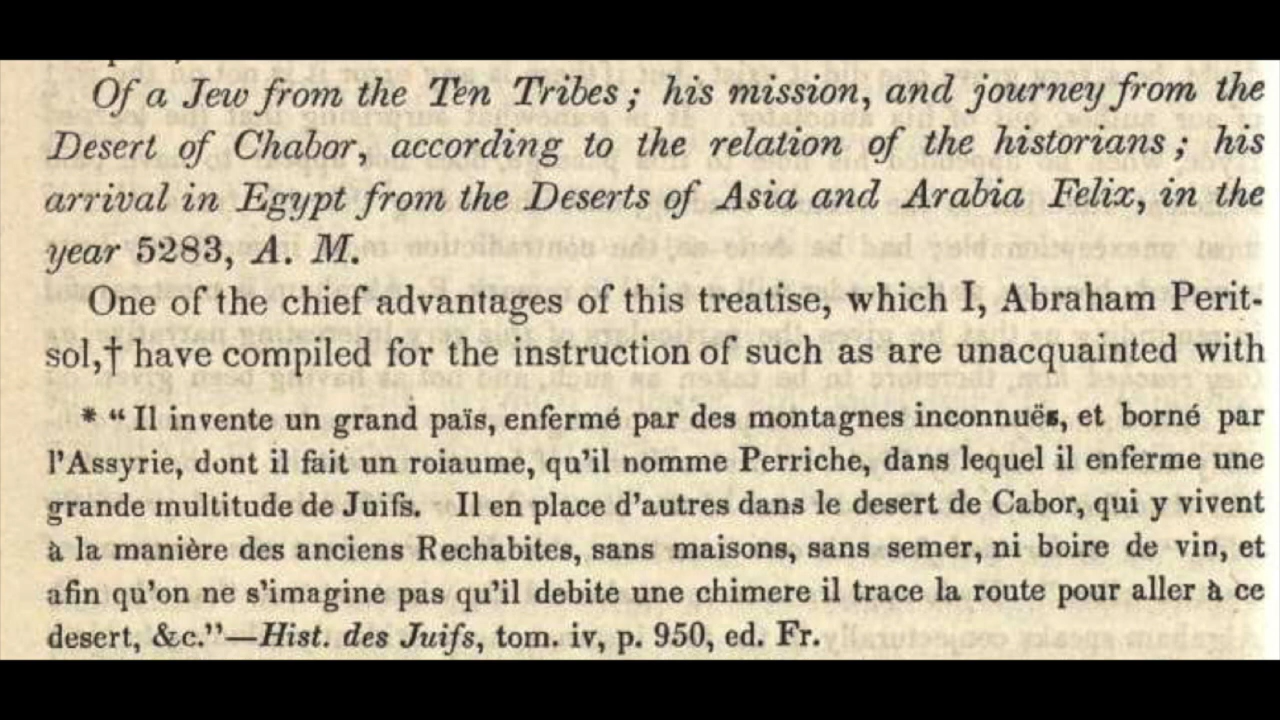 Of a Jew from the Ten Tribes; his mission, and journey from the
Desert of Chabor, according to the relation of the historians; his
arrival in Egypt from the Deserts of Asia and Arabia Felix, in the
year 5283, A. M.
One of the chief advantages of this treatise, which I, Abraham Perit-
sol,† have compiled for the instruction of such as are unacquainted with
* “ Il invente un grand païs, enfermé par des montagnes inconnuës, et borné par
l'Assyrie, dont il fait un roiaume, qu'il nomme Perriche, dans lequel il enferme une
grande multitude de Juifs. Il en place d'autres dans le desert de Cabor, qui y vivent
à la manière des anciens Rechabites, sans maisons, sans semer, ni boire de vin, et
afin qu'on ne s'imagine pas qu'il debite une chimere il trace la route pour aller à ce
desert, &c.”—Hist. des Juifs, tom. iv, p. 950, ed. Fr.